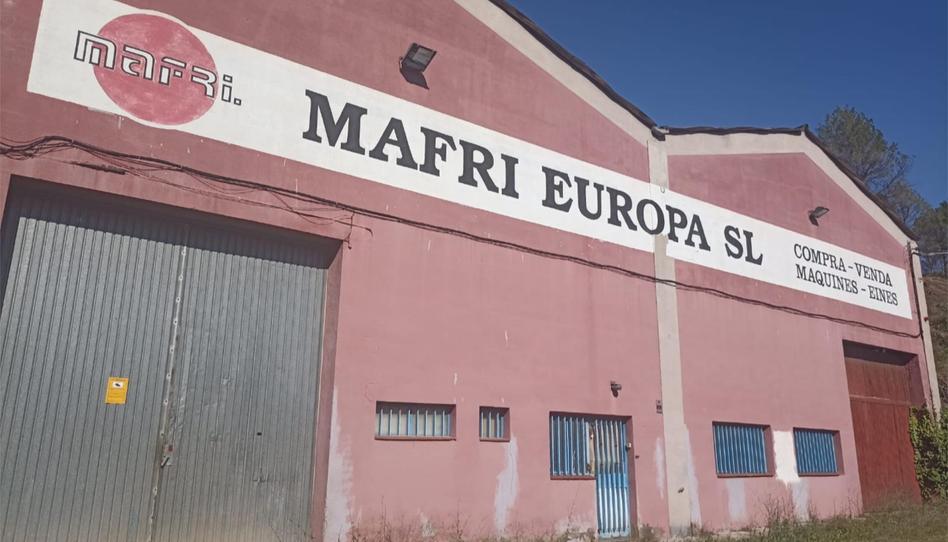 mafri.
MAFRI EUROPA SL
COMPRA - VENDA
MAQUINES - EINES